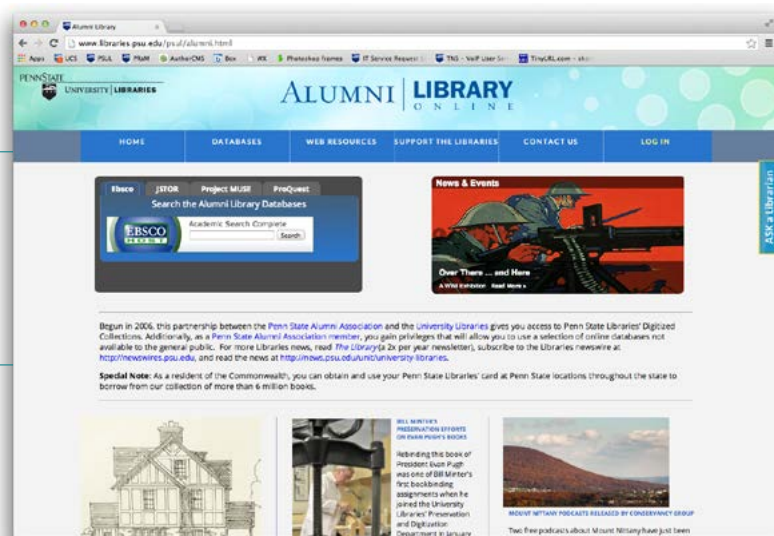 Alumni Library
www.libraries.psu.edu/psul/alumni.html
Apps UCS PSUL PMaM AuthorCMS Box WX Photoshop frames IT Service Request TNS - VoIP User TinyURL.com
PENNSTATE
UNIVERSITY LIBRARIES
ALUMNI LIBRARY
ONLINE
HOME DATABASES WEB RESOURCES SUPPORT THE LIBRARIES CONTACT US LOG IN
ASK a Librarian
Ebsco JSTOR Project MUSE ProQuest
Search the Alumni Library Databases
EBSCO
HOST
Academic Search Complete
Search
News & Events
Over There ... and Here
A WWI Exhibition Read More »
Begun in 2006, this partnership between the Penn State Alumni Association and the University Libraries gives you access to Penn State Libraries' Digitized
Collections. Additionally, as a Penn State Alumni Association member, you gain privileges that will allow you to use a selection of online databases not
available to the general public. For more Libraries news, read The Library (a 2x per year newsletter), subscribe to the Libraries newswire at
http://newswires.psu.edu, and read the news at http://news.psu.edu/unit/university-libraries.
Special Note: As a resident of the Commonwealth, you can obtain and use your Penn State Libraries' card at Penn State locations throughout the state to
borrow from our collection of more than 6 million books.
BILL MINTER'S
PRESERVATION EFFORTS
ON EVAN PUGH'S BOOKS
Rebinding this book of
President Evan Pugh
was one of Bill Minter's
first bookbinding
assignments when he
joined the University
Libraries' Preservation
and Digitization
Department in January
MOUNT NITTANY PODCASTS RELEASED BY CONSERVANCY GROUP
Two free podcasts about Mount Nittany have just been